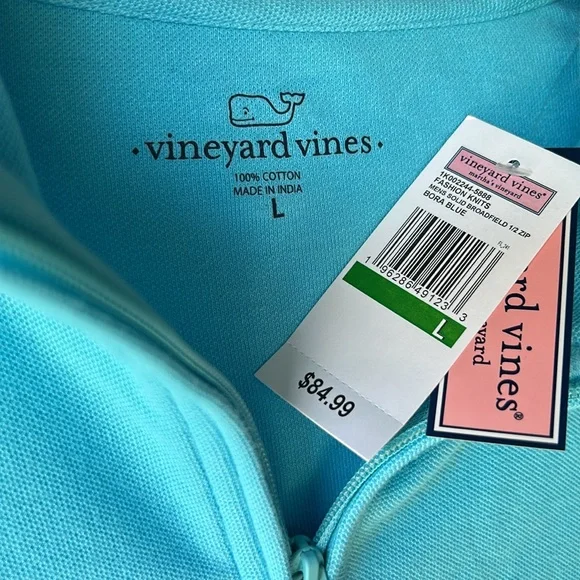 • vineyard vines •
100% COTTON
MADE IN INDIA
L
vineyard vines®
martha's vineyard
1K002244-5888
FASHION KNITS
MENS SOLID BROADFIELD 1/2 ZIP
BORA BLUE
1 96286 49123 3
L
$84.99
yard vines®
yard